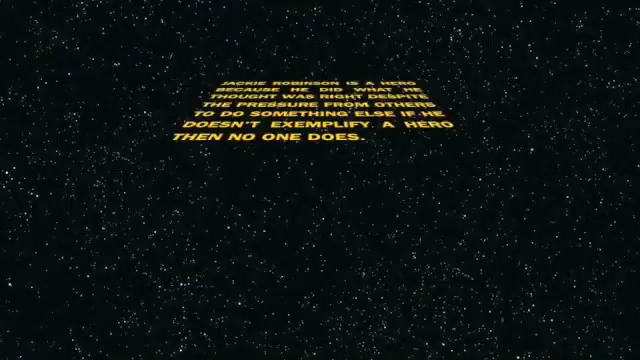 JACKIE ROBINSON IS A HERO
BECAUSE HE DID WHAT HE
THOUGHT WAS RIGHT DESPITE
THE PRESSURE FROM OTHERS
TO DO SOMETHING ELSE IF HE
DOESN'T EXEMPLIFY A HERO
THEN NO ONE DOES.